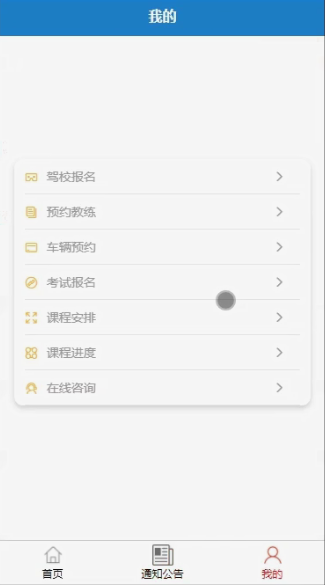 我的
驾校报名
预约教练
车辆预约
考试报名
课程安排
课程进度
在线咨询
首页
通知公告
我的